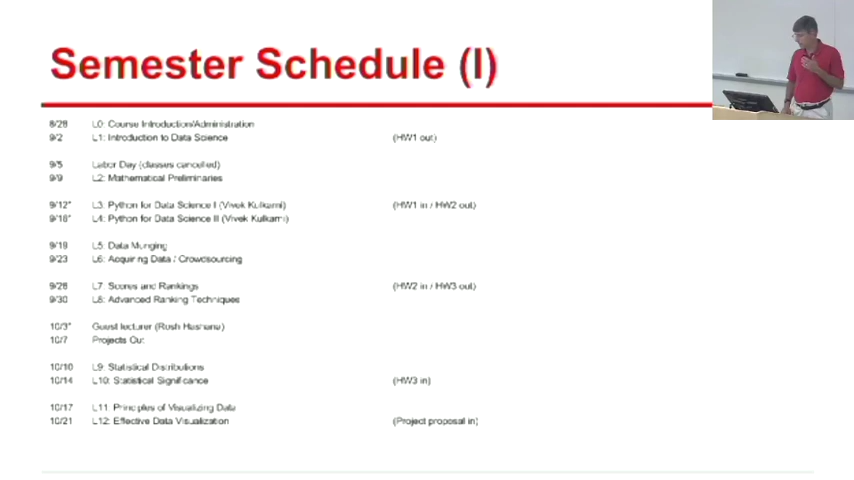 Semester Schedule (I)
8/28 L0: Course Introduction/Administration
9/2 L1: Introduction to Data Science (HW1 out)
9/5 Labor Day (classes cancelled)
9/9 L2: Mathematical Preliminaries
9/12* L3: Python for Data Science I (Vivek Kulkarni) (HW1 in / HW2 out)
9/16* L4: Python for Data Science II (Vivek Kulkarni)
9/19 L5: Data Munging
9/23 L6: Acquiring Data / Crowdsourcing
9/26 L7: Scores and Rankings (HW2 in / HW3 out)
9/30 L8: Advanced Ranking Techniques
10/3* Guest lecturer (Rosh Hashana)
10/7 Projects Out
10/10 L9: Statistical Distributions
10/14 L10: Statistical Significance (HW3 in)
10/17 L11: Principles of Visualizing Data
10/21 L12: Effective Data Visualization (Project proposal in)